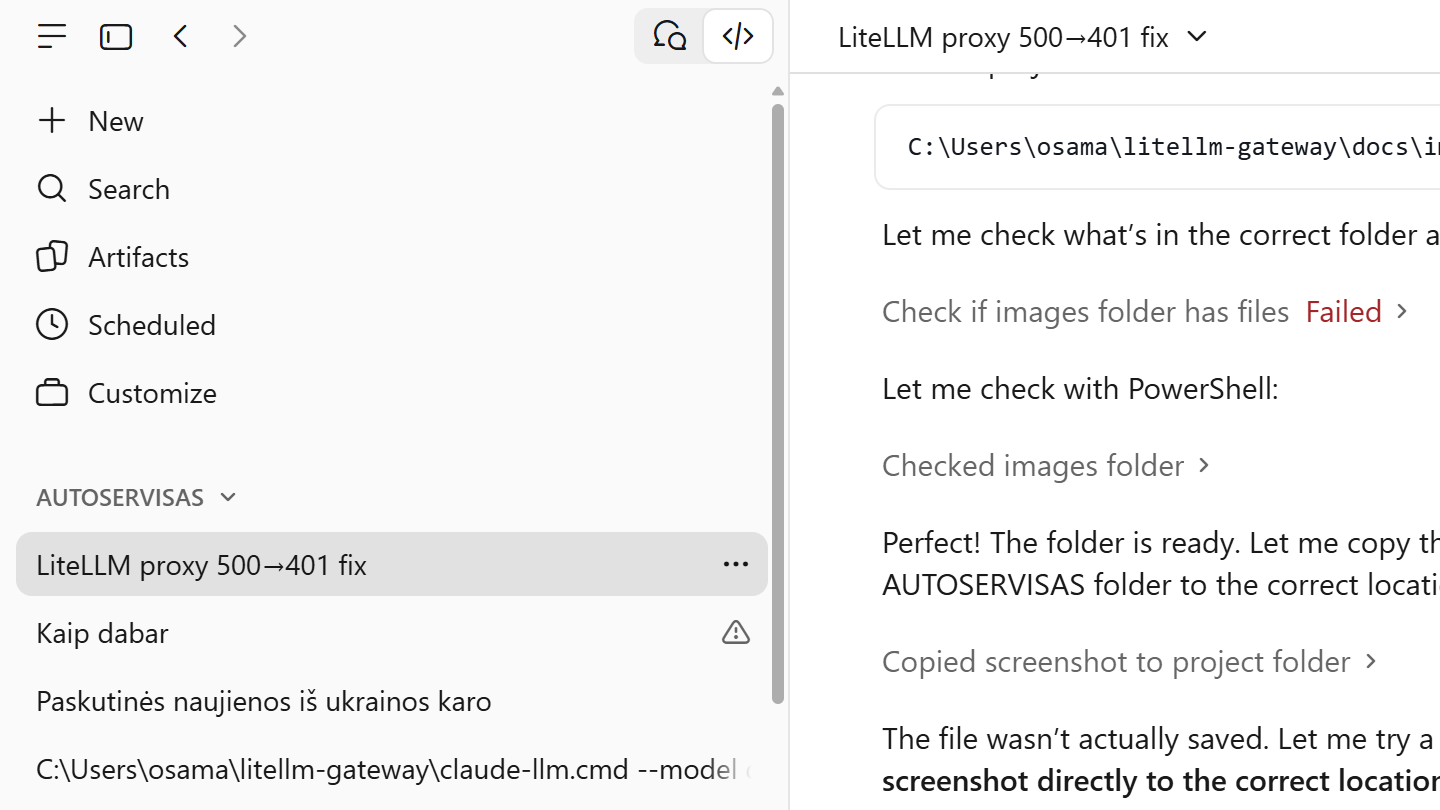 New
Search
Artifacts
Scheduled
Customize
AUTOSERVISAS
LiteLLM proxy 500→401 fix
Kaip dabar
Paskutinės naujienos iš ukrainos karo
C:\Users\osama\litellm-gateway\claude-llm.cmd --model
LiteLLM proxy 500→401 fix
C:\Users\osama\litellm-gateway\docs\
Let me check what’s in the correct folder
Check if images folder has files Failed
Let me check with PowerShell:
Checked images folder
Perfect! The folder is ready. Let me copy
AUTOSERVISAS folder to the correct
Copied screenshot to project folder
The file wasn’t actually saved. Let me try a
screenshot directly to the correct location